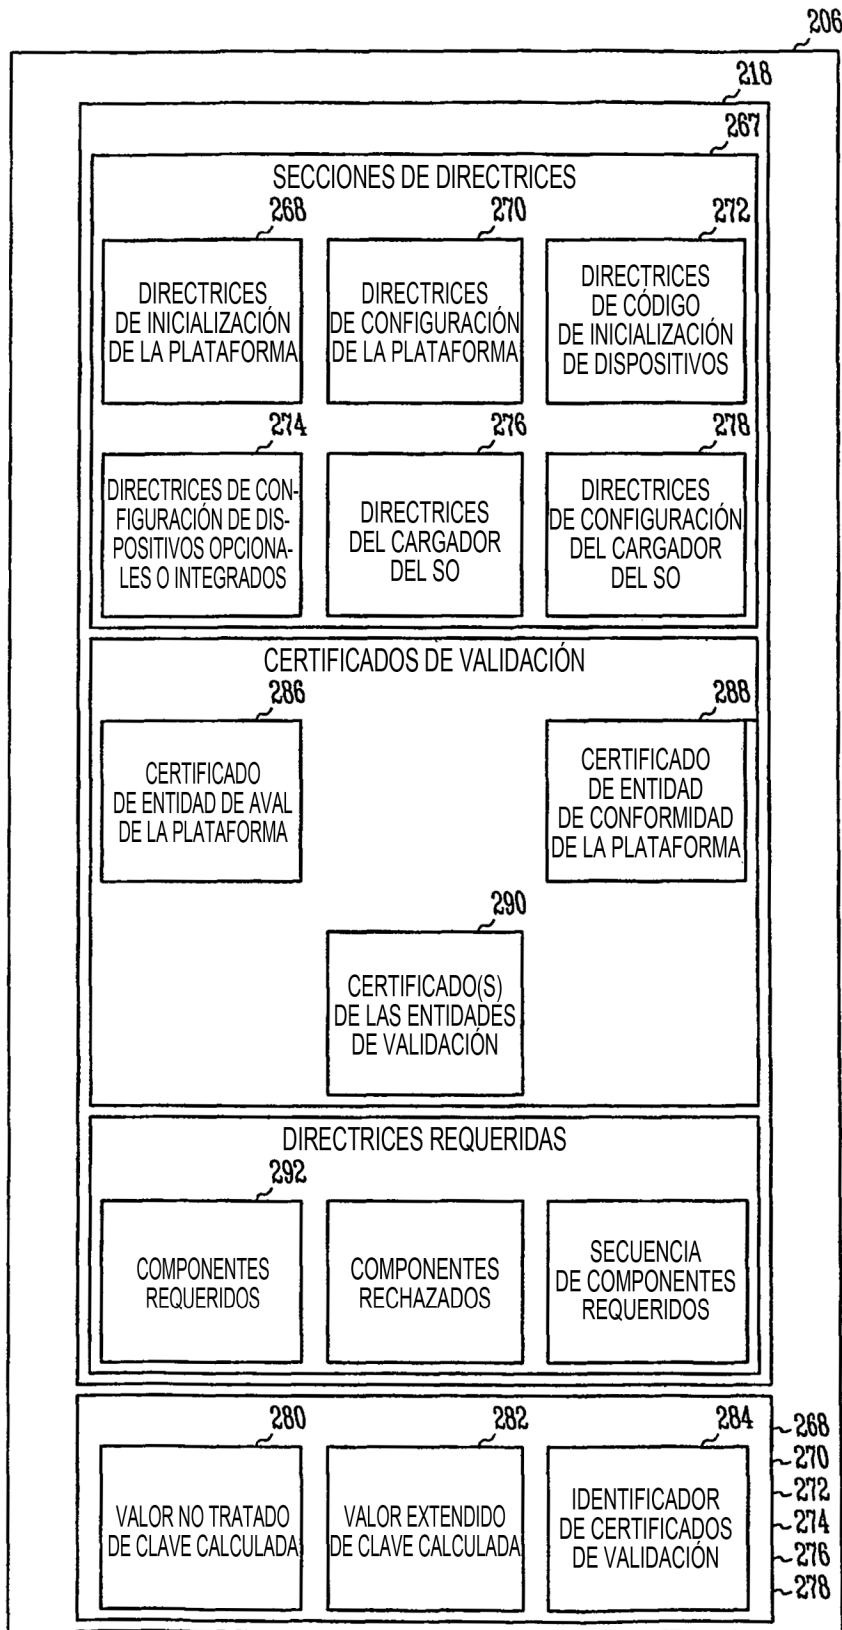 206
218
267
SECCIONES DE DIRECTRICES
268
270
272
DIRECTRICES
DE INICIALIZACIÓN
DE LA PLATAFORMA
DIRECTRICES
DE CONFIGURACIÓN
DE LA PLATAFORMA
DIRECTRICES
DE CÓDIGO
DE INICIALIZACIÓN
DE DISPOSITIVOS
274
276
278
DIRECTRICES DE CON-
FIGURACIÓN DE DIS-
POSITIVOS OPCIONA-
LES O INTEGRADOS
DIRECTRICES
DEL CARGADOR
DEL SO
DIRECTRICES
DE CONFIGURACIÓN
DEL CARGADOR
DEL SO
CERTIFICADOS DE VALIDACIÓN
286
288
CERTIFICADO
DE ENTIDAD DE AVAL
DE LA PLATAFORMA
CERTIFICADO
DE ENTIDAD
DE CONFORMIDAD
DE LA PLATAFORMA
290
CERTIFICADO(S)
DE LAS ENTIDADES
DE VALIDACIÓN
DIRECTRICES REQUERIDAS
292
COMPONENTES
REQUERIDOS
COMPONENTES
RECHAZADOS
SECUENCIA
DE COMPONENTES
REQUERIDOS
280
282
284
VALOR NO TRATADO
DE CLAVE CALCULADA
VALOR EXTENDIDO
DE CLAVE CALCULADA
IDENTIFICADOR
DE CERTIFICADOS
DE VALIDACIÓN
268
270
272
274
276
278